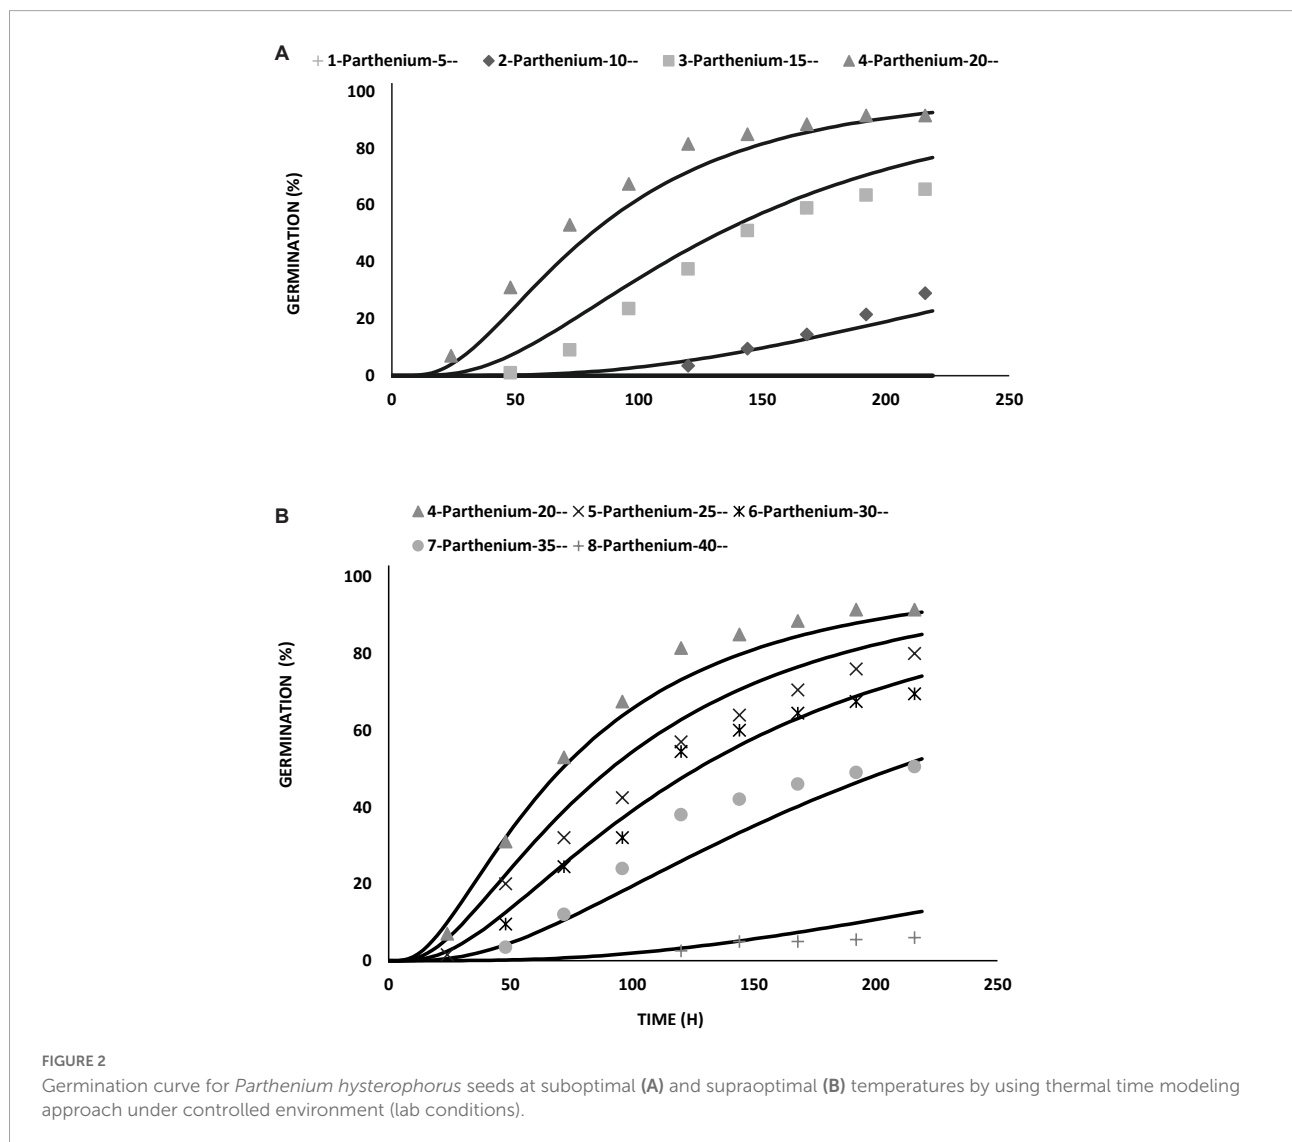 A
1-Parthenium-5-- 2-Parthenium-10-- 3-Parthenium-15-- 4-Parthenium-20--
100
80
60
40
20
0
GERMINATION (%)
0 50 100 150 200 250
B
4-Parthenium-20-- 5-Parthenium-25-- 6-Parthenium-30--
7-Parthenium-35-- 8-Parthenium-40--
100
80
60
40
20
0
GERMINATION (%)
0 50 100 150 200 250
TIME (H)
FIGURE 2
Germination curve for Parthenium hysterophorus seeds at suboptimal (A) and supraoptimal (B) temperatures by using thermal time modeling
approach under controlled environment (lab conditions).